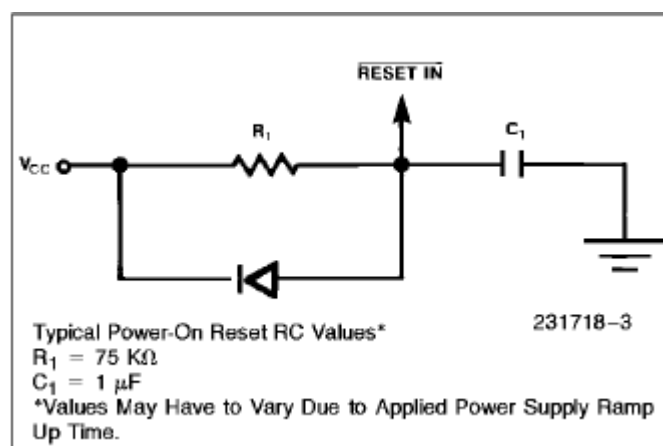 RESET IN
R₁
C₁
V_CC
231718–3
Typical Power-On Reset RC Values*
R₁ = 75 KΩ
C₁ = 1 μF
*Values May Have to Vary Due to Applied Power Supply Ramp
Up Time.